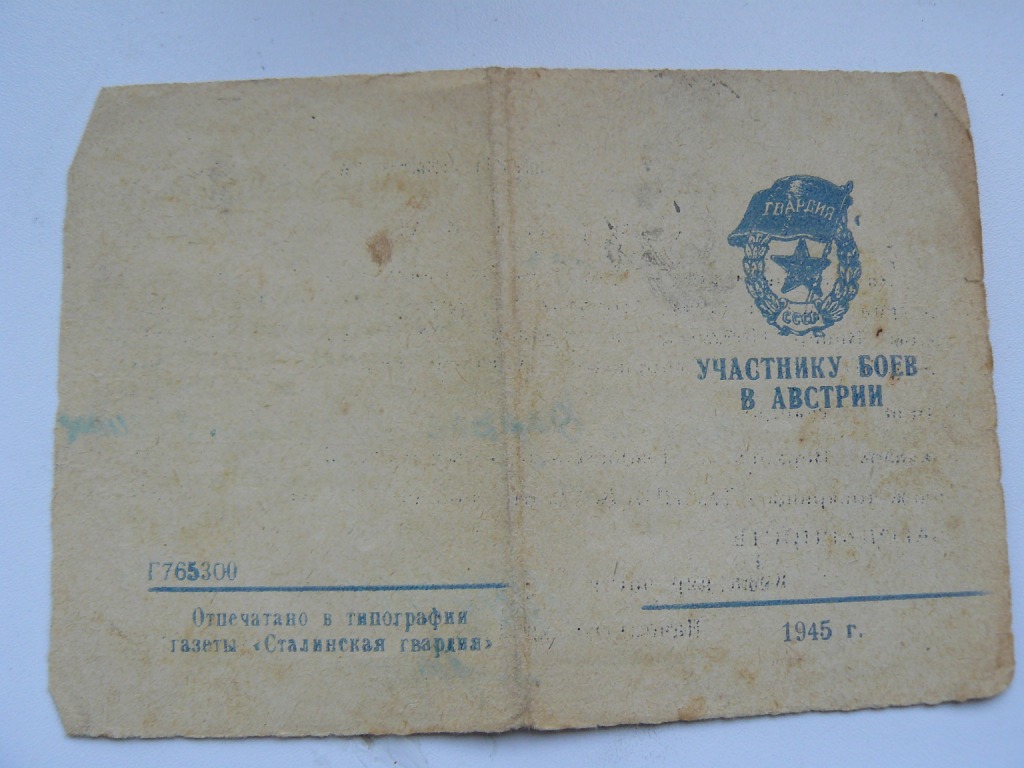 Г765300
Отпечатано в типографии
газеты «Сталинская гвардия»
ГВАРДИЯ
СССР
УЧАСТНИКУ БОЕВ
В АВСТРИИ
1945 г.